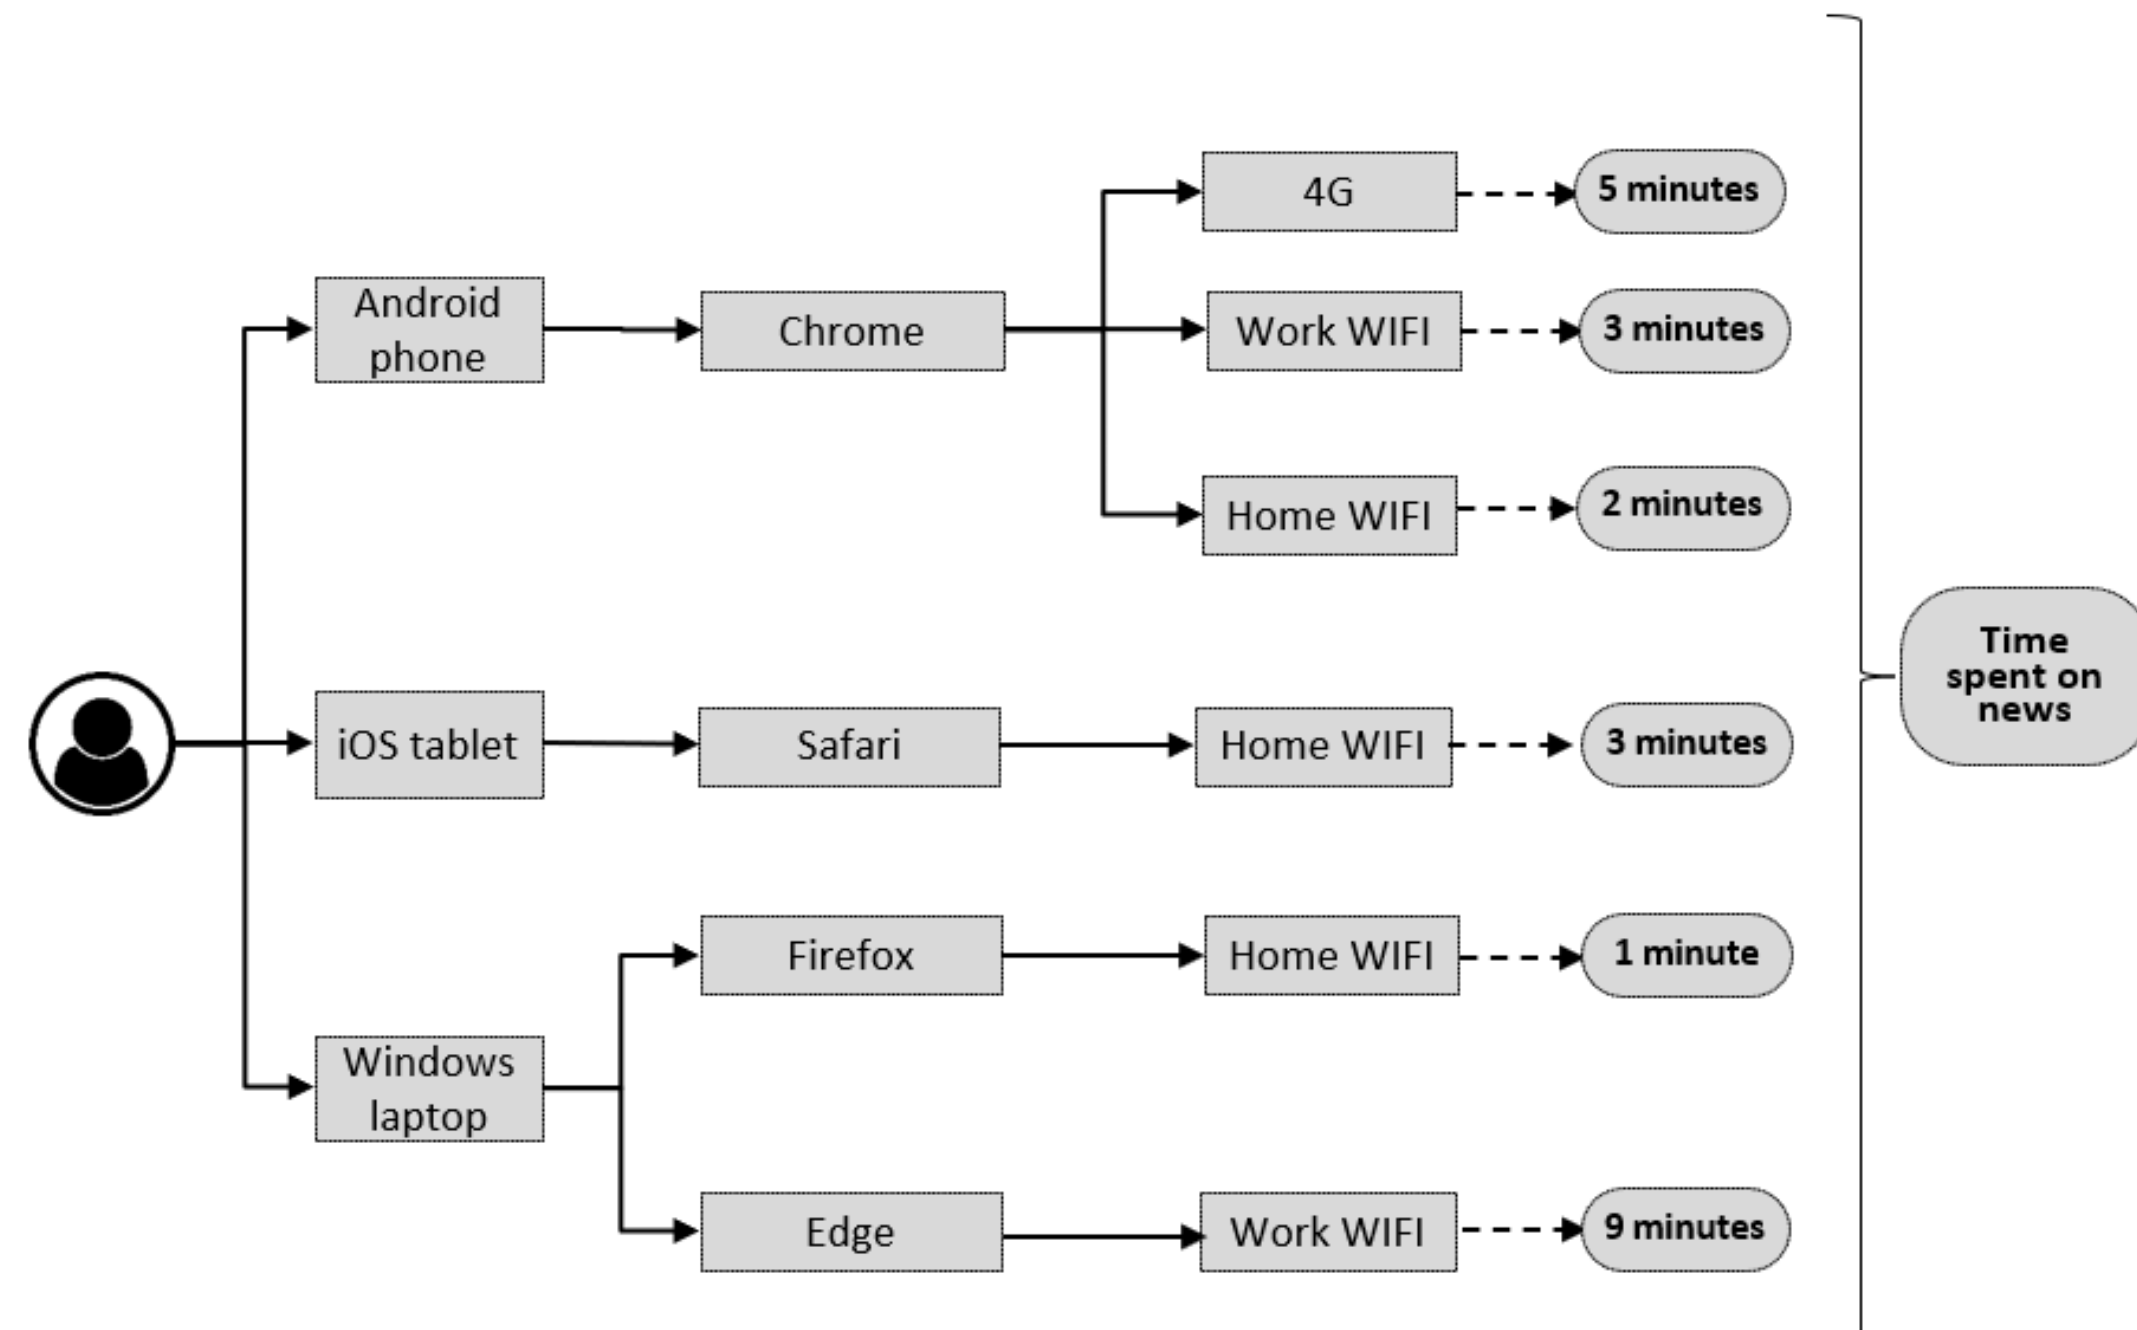 4G
5 minutes
Android
phone
Chrome
Work WIFI
3 minutes
Home WIFI
2 minutes
Time
spent on
news
iOS tablet
Safari
Home WIFI
3 minutes
Firefox
Home WIFI
1 minute
Windows
laptop
Edge
Work WIFI
9 minutes